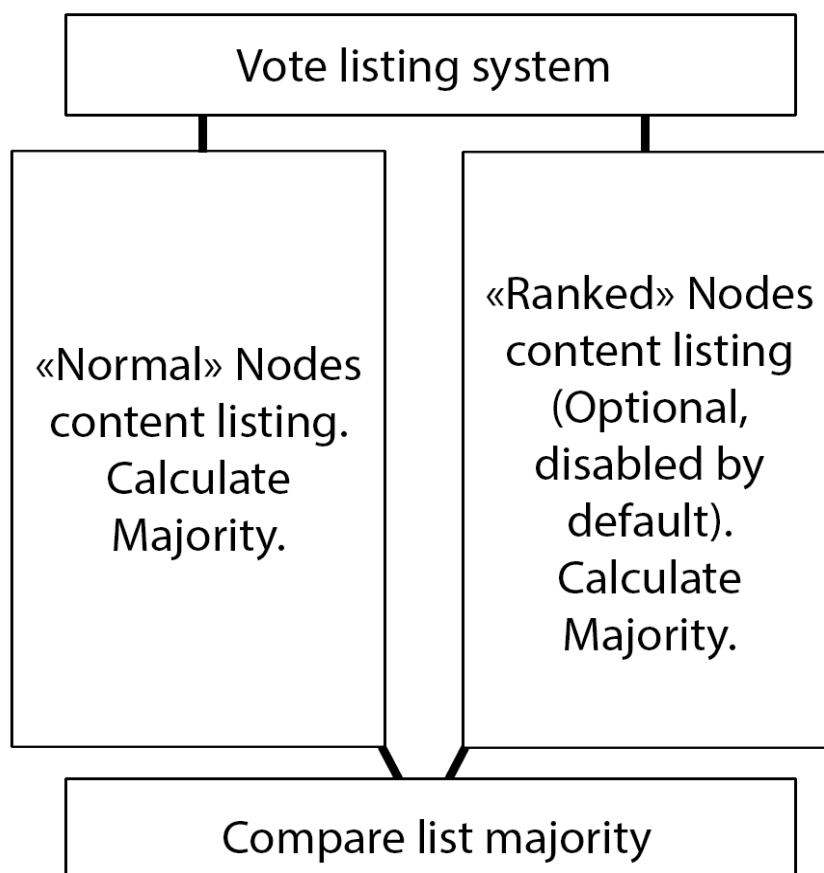 Vote listing system
«Normal» Nodes
content listing.
Calculate
Majority.
«Ranked» Nodes
content listing
(Optional,
disabled by
default).
Calculate
Majority.
Compare list majority